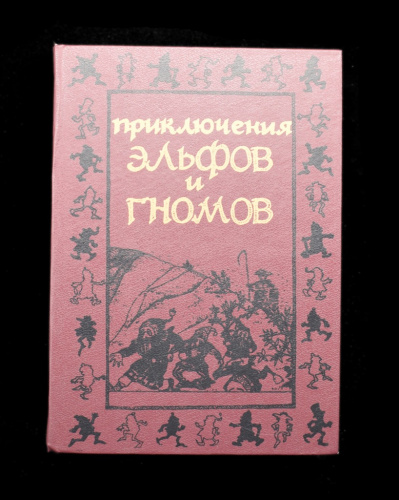 приключения
эльфов
и
гномов